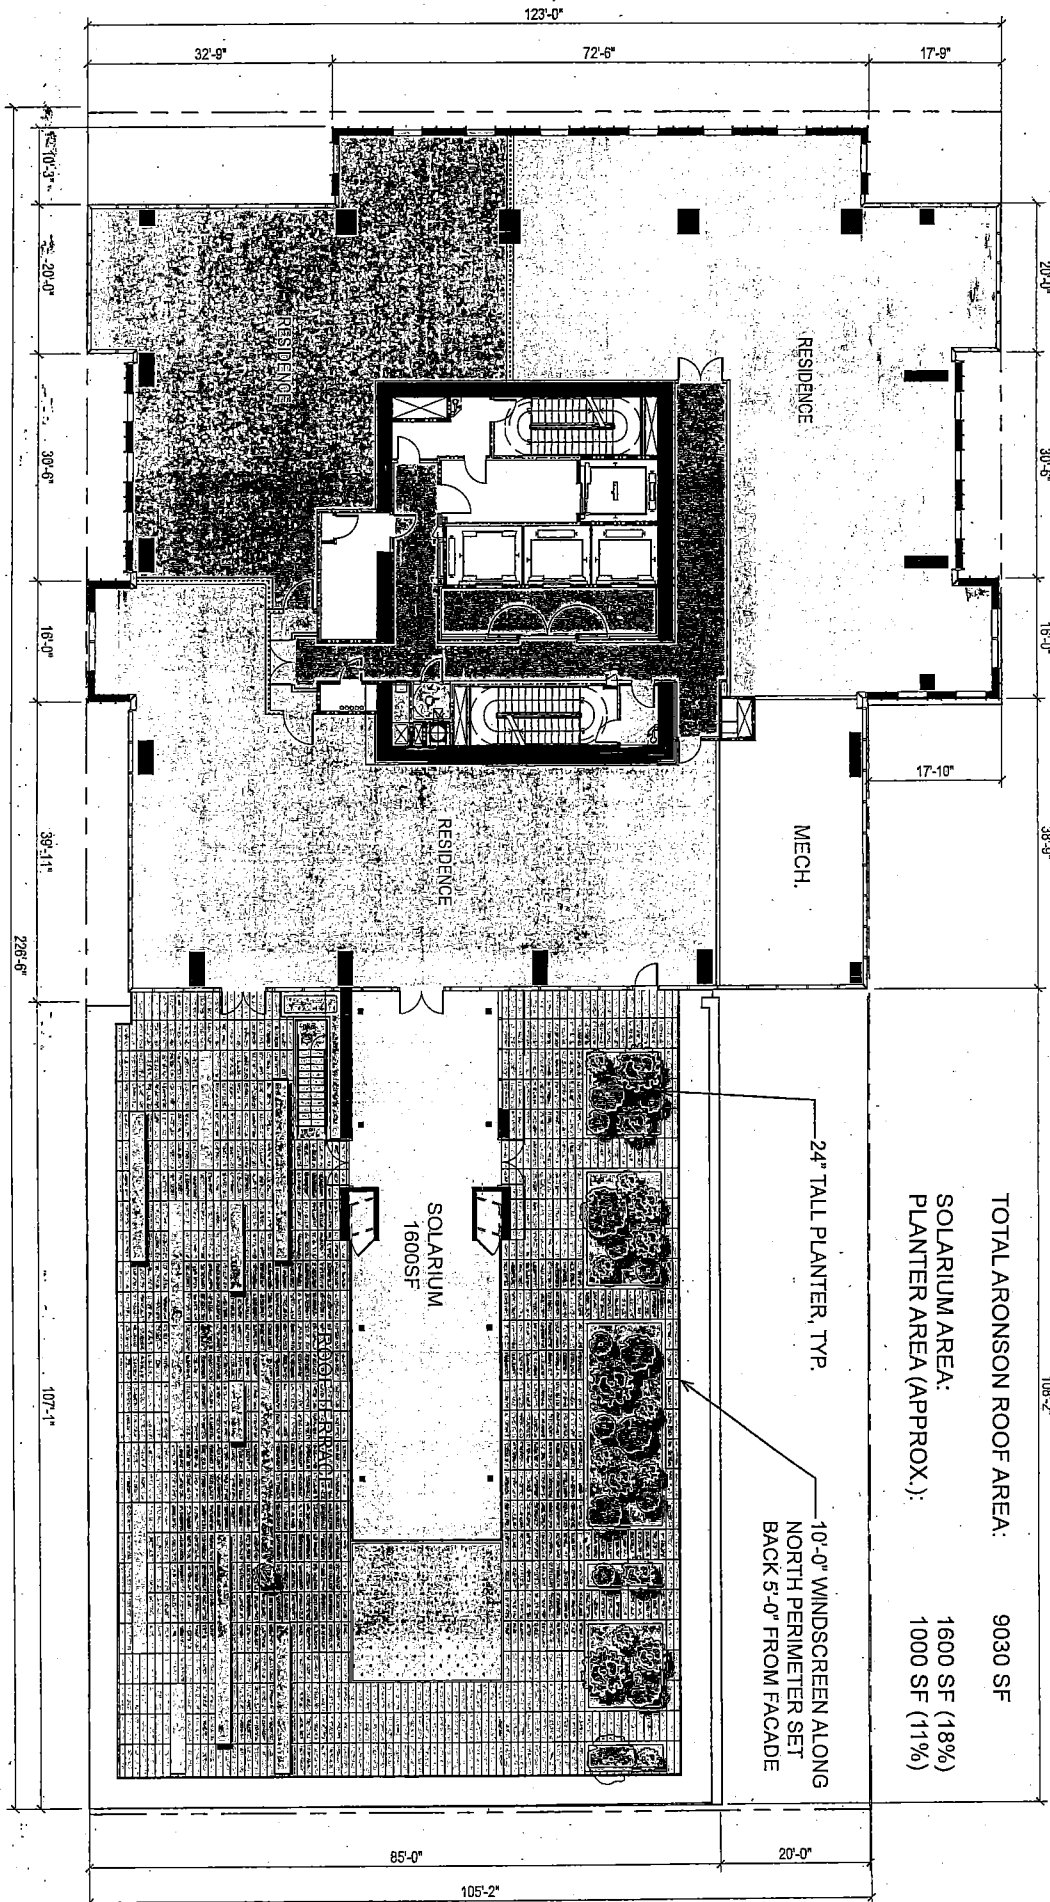 123'-0"
32'-9"
72'-6"
17'-9"
10'-3"
20'-0"
30'-6"
16'-0"
39'-11"
107'-1"
226'-6"
20'-0"
30'-6"
16'-0"
38'-9"
108'-2"
17'-10"
RESIDENCE
RESIDENCE
RESIDENCE
MECH.
SOLARIUM
1600SF
ROOF TERRACE
24" TALL PLANTER, TYP.
10'-0" WINDSCREEN ALONG
NORTH PERIMETER SET
BACK 5'-0" FROM FACADE
TOTAL ARONSON ROOF AREA: 9030 SF
SOLARIUM AREA: 1600 SF (18%)
PLANTER AREA (APPROX.): 1000 SF (11%)
85'-0"
20'-0"
105'-2"